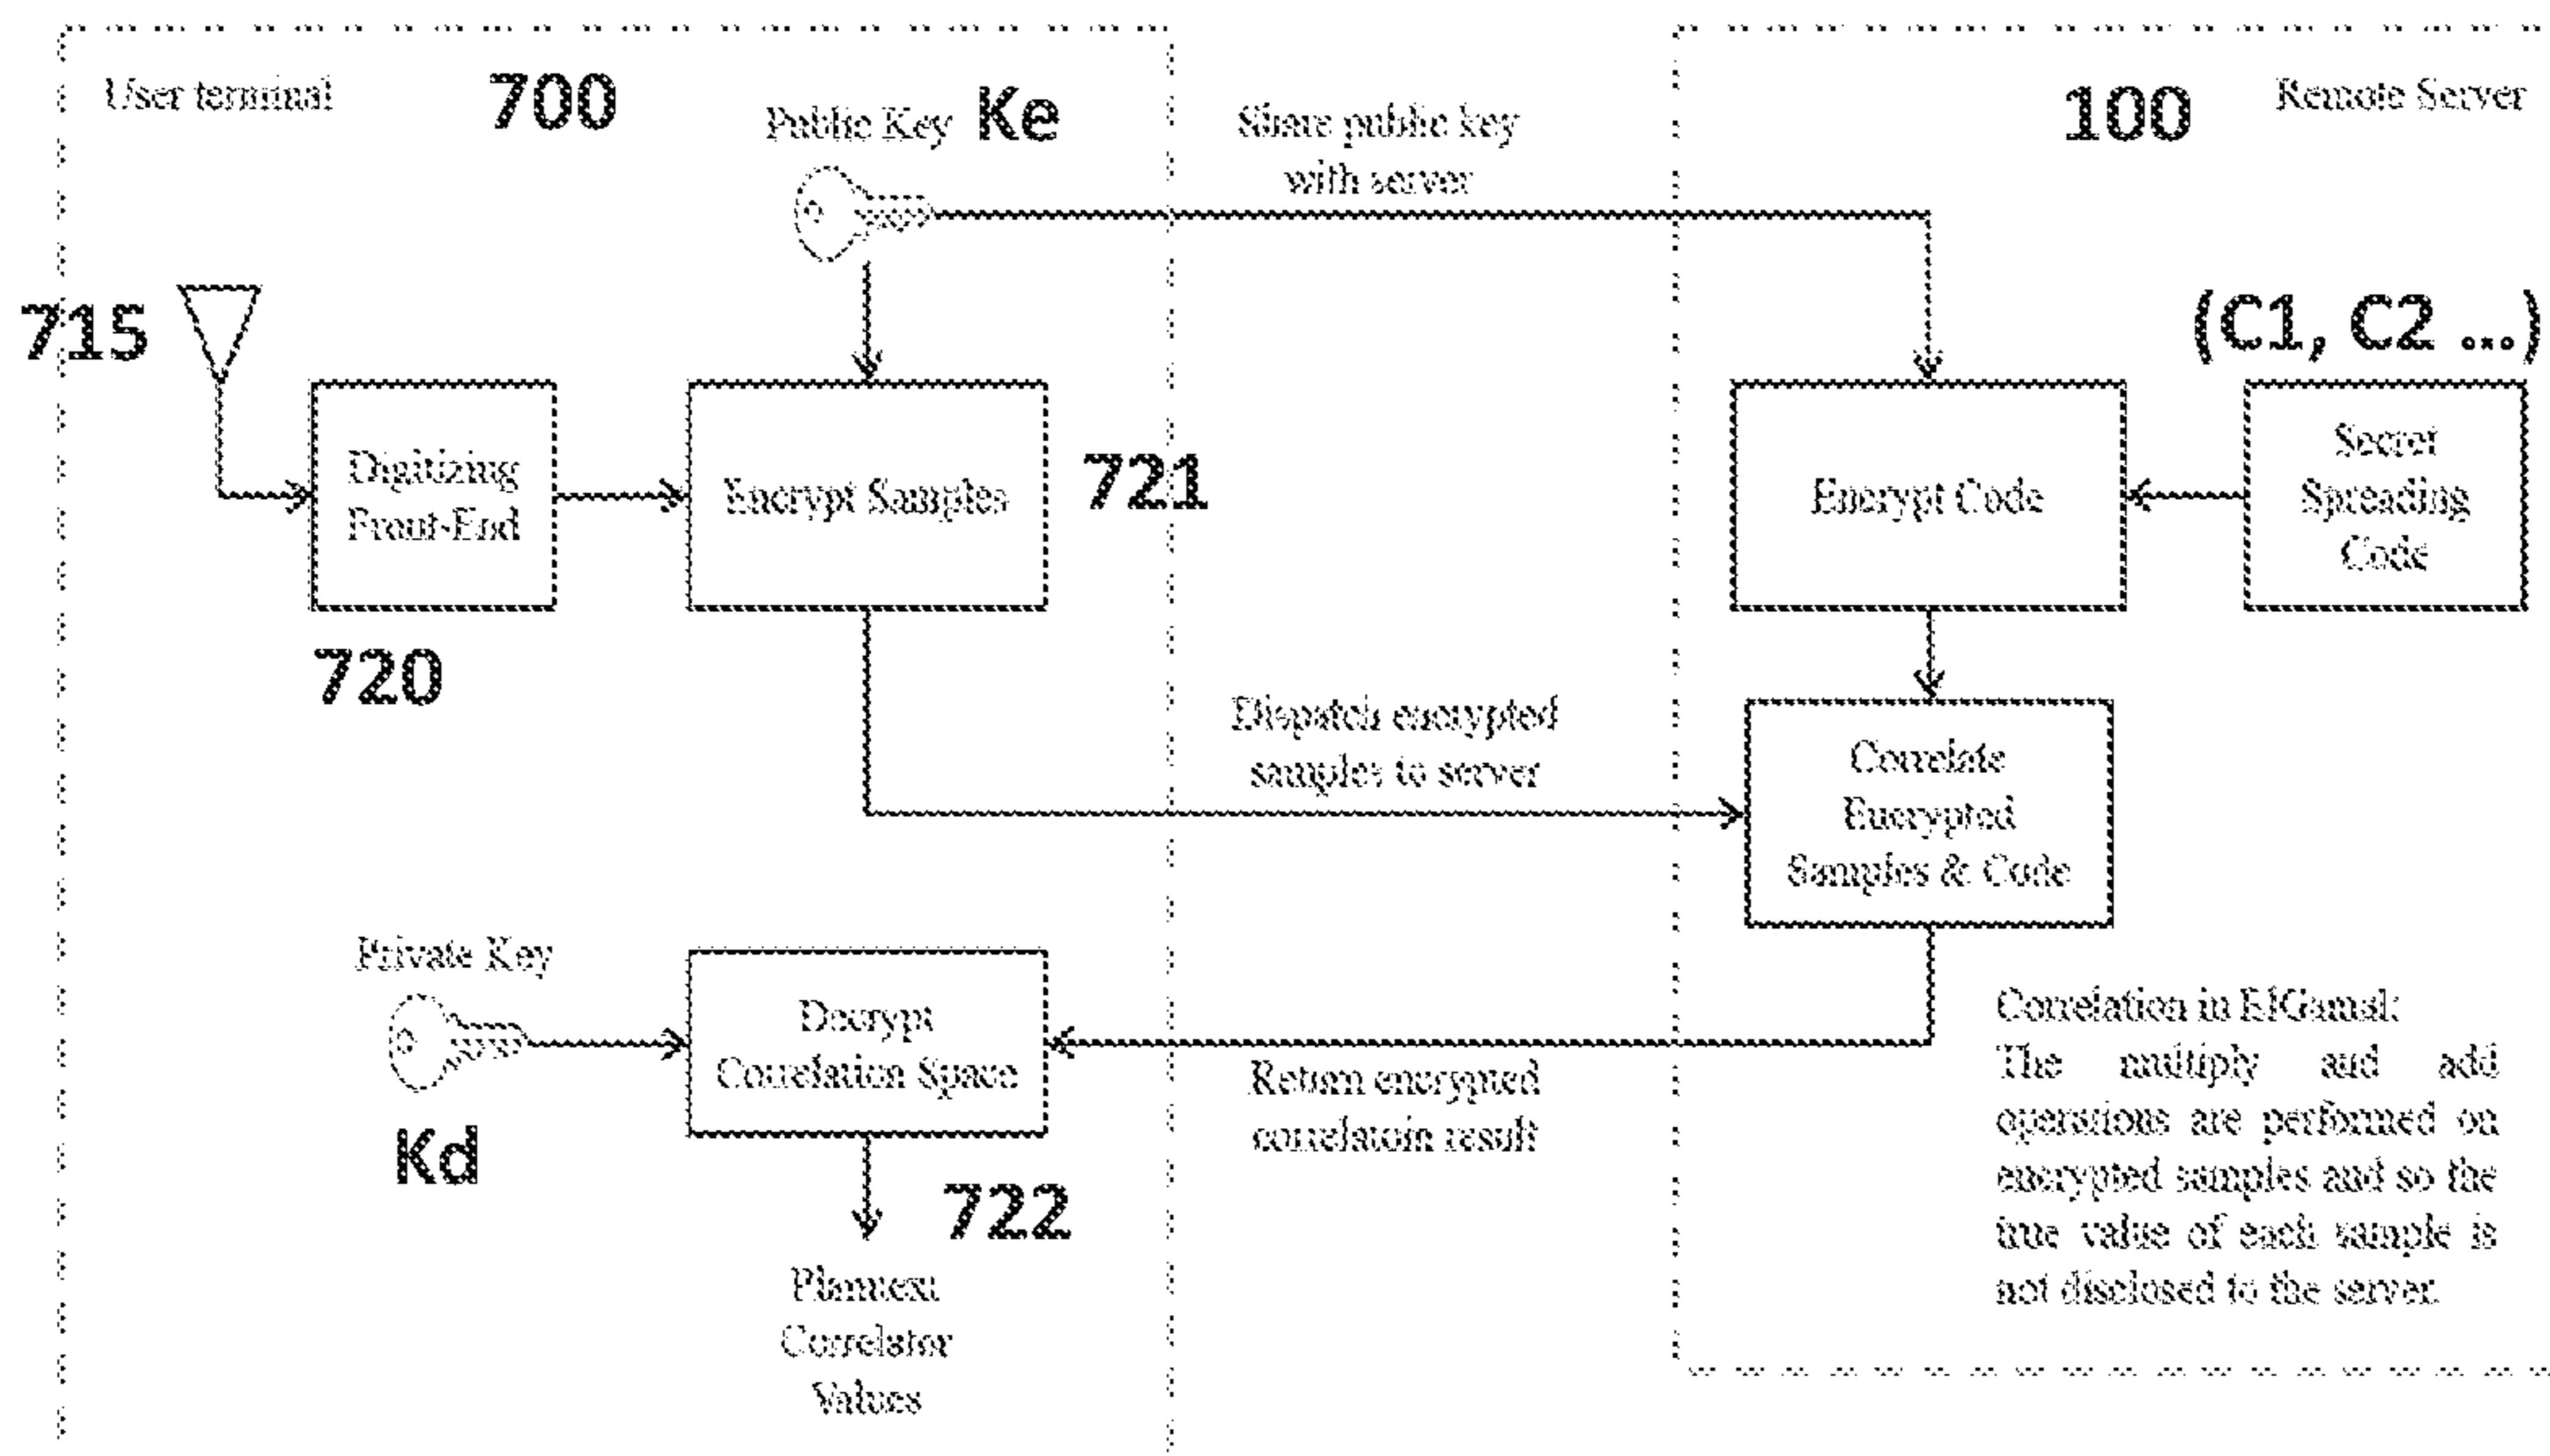 User terminal
700
Public Key Ke
Share public key
with server
100
Remote Server
715
(C1, C2 ...)
Digitizing
Front-End
Encrypt Samples
721
Encrypt Code
Secret
Spreading
Code
720
Dispatch encrypted
samples to server
Correlate
Encrypted
Samples & Code
Private Key
Kd
Decrypt
Correlation Space
Return encrypted
correlatoin result
722
Plaintext
Correlator
Values
Correlation in ElGamal:
The multiply and add
operations are performed on
encrypted samples and so the
true value of each sample is
not disclosed to the server.